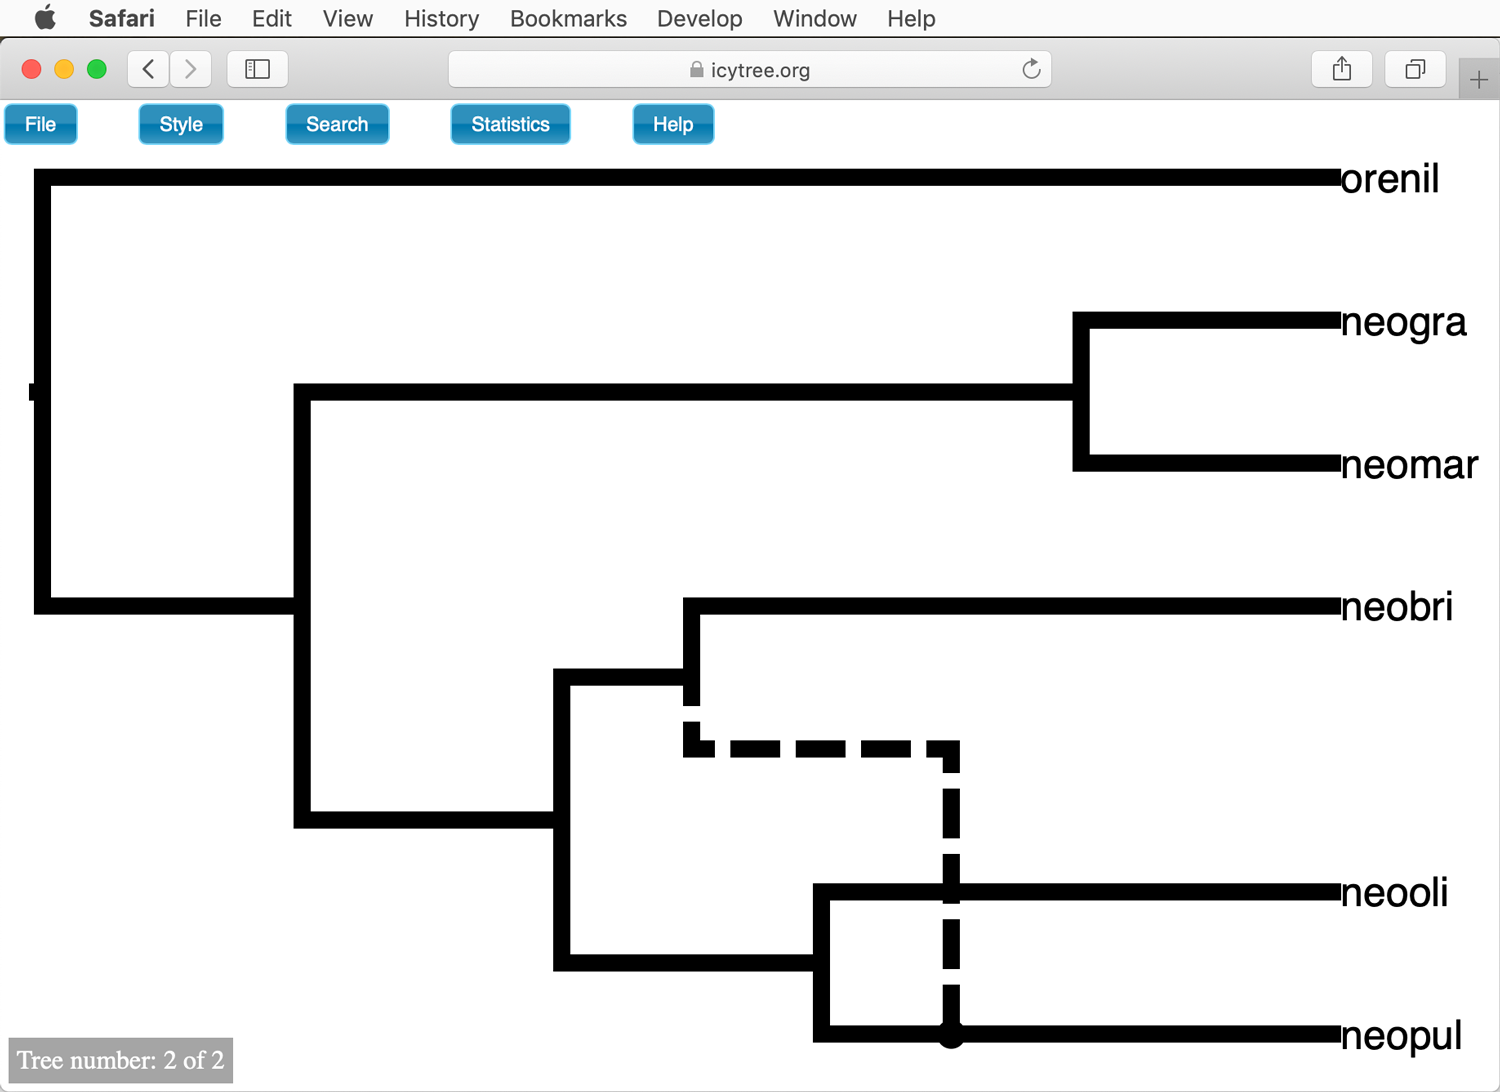 Safari File Edit View History Bookmarks Develop Window Help
icytree.org
File Style Search Statistics Help
orenil
neogra
neomar
neobri
neooli
neopul
Tree number: 2 of 2